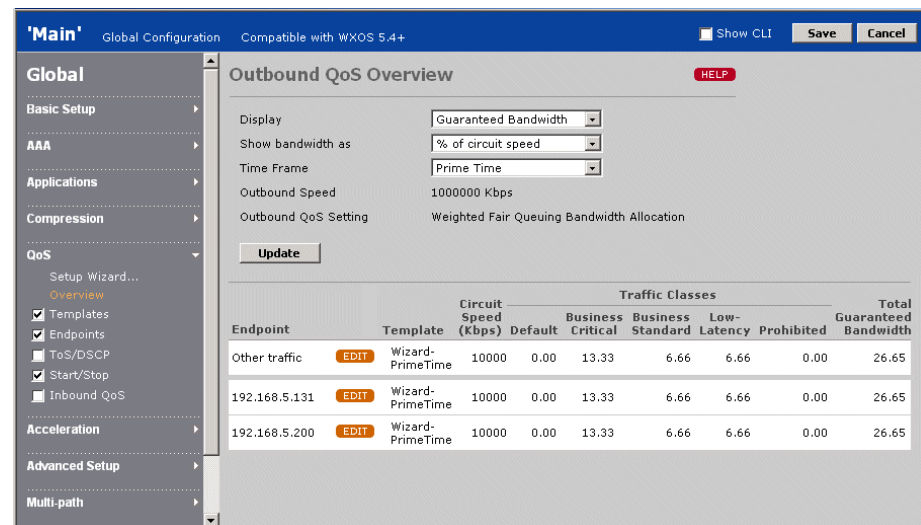 'Main' Global Configuration Compatible with WXOS 5.4+ Show CLI Save Cancel
Global
Basic Setup
AAA
Applications
Compression
QoS
Setup Wizard...
Overview
Templates
Endpoints
ToS/DSCP
Start/Stop
Inbound QoS
Acceleration
Advanced Setup
Multi-path
Outbound QoS Overview HELP
Display Guaranteed Bandwidth
Show bandwidth as % of circuit speed
Time Frame Prime Time
Outbound Speed 1000000 Kbps
Outbound QoS Setting Weighted Fair Queuing Bandwidth Allocation
Update
Traffic Classes
Endpoint Template Circuit Speed (Kbps) Default Business Critical Business Standard Low-Latency Prohibited Total Guaranteed Bandwidth
Other traffic EDIT Wizard-PrimeTime 10000 0.00 13.33 6.66 6.66 0.00 26.65
192.168.5.131 EDIT Wizard-PrimeTime 10000 0.00 13.33 6.66 6.66 0.00 26.65
192.168.5.200 EDIT Wizard-PrimeTime 10000 0.00 13.33 6.66 6.66 0.00 26.65